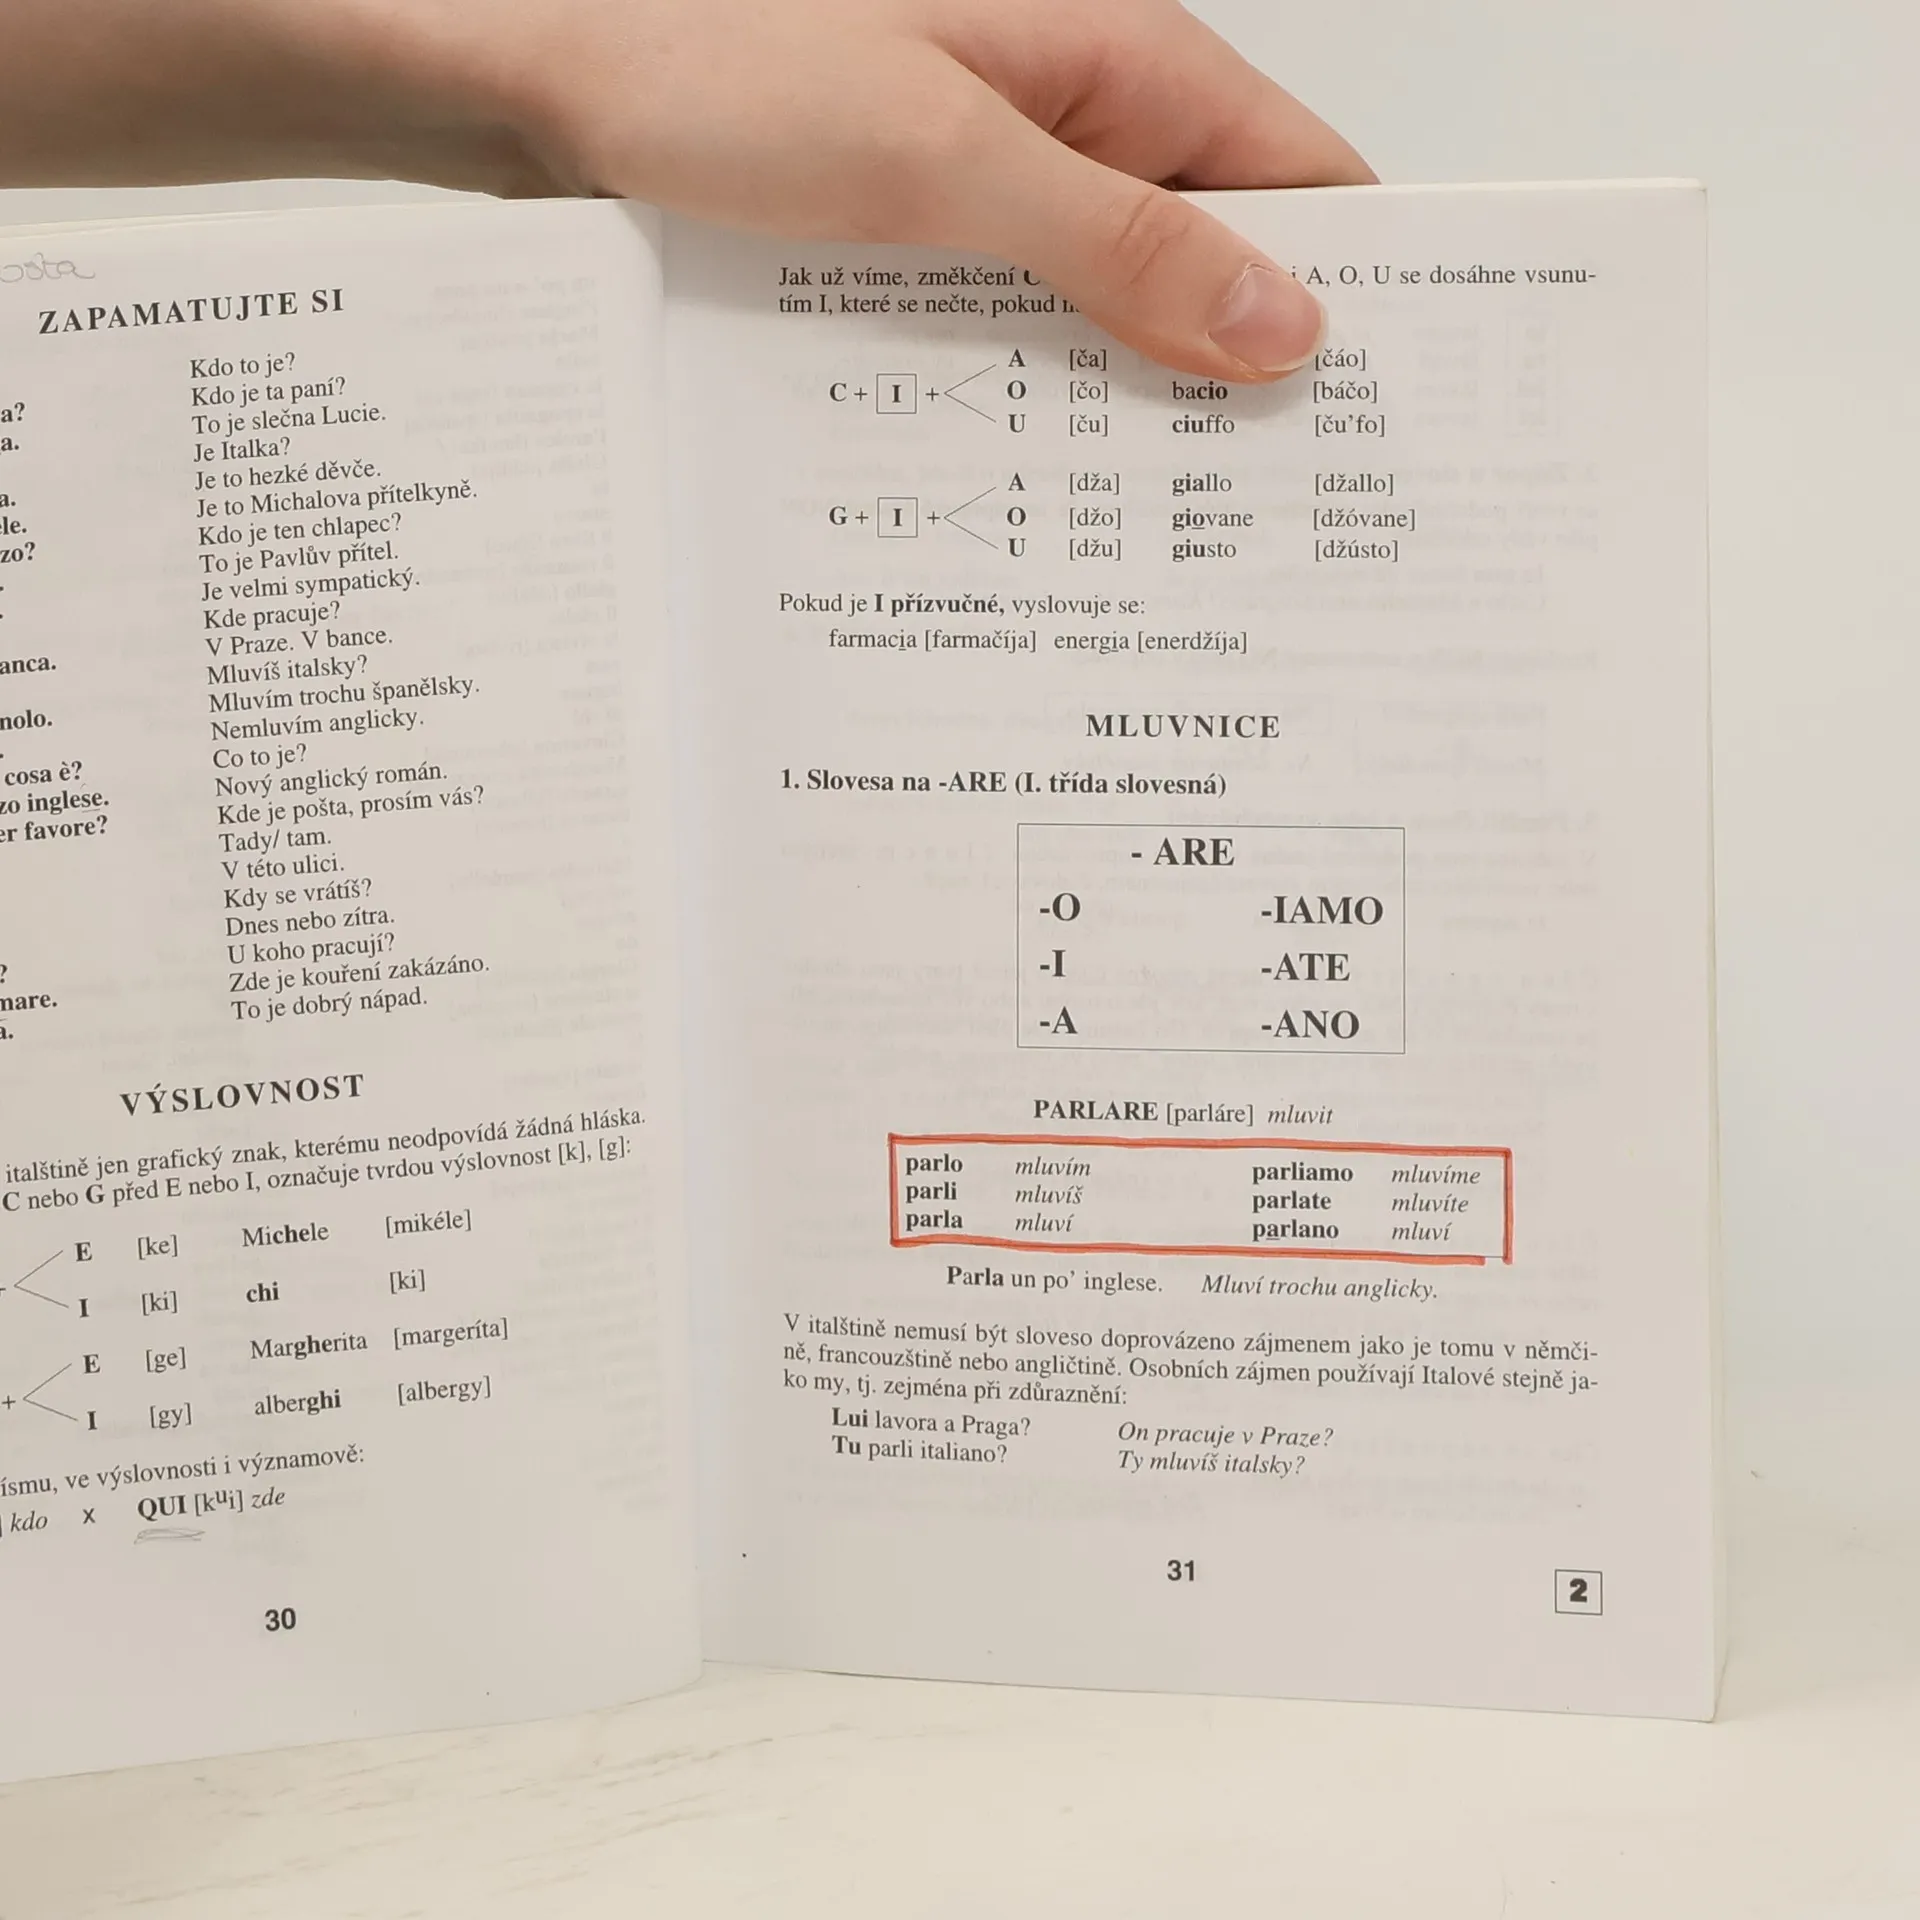 ZAPAMATUJTE SI
Kdo to je?
a? Kdo je ta paní?
a. To je slečna Lucie.
Je Italka?
a. Je to hezké děvče.
ele. Je to Michalova přítelkyně.
zo? Kdo je ten chlapec?
To je Pavlův přítel.
Je velmi sympatický.
Kde pracuje?
anca. V Praze. V bance.
Mluvíš italsky?
nolo. Mluvím trochu španělsky.
Nemluvím anglicky.
cosa è? Co to je?
zo inglese. Nový anglický román.
er favore? Kde je pošta, prosím vás?
Tady/ tam.
V této ulici.
Kdy se vrátíš?
Dnes nebo zítra.
? U koho pracují?
mare. Zde je kouření zakázáno.
a. To je dobrý nápad.
VÝSLOVNOST
italštině jen grafický znak, kterému neodpovídá žádná hláska.
C nebo G před E nebo I, označuje tvrdou výslovnost [k], [g]:
E [ke] Michele [mikéle]
I [ki] chi [ki]
E [ge] Margherita [margeríta]
+
I [gy] alberghi [albergy]
ísmu, ve výslovnosti i významově:
] kdo x QUI [kui] zde
30
Jak už víme, změkčení C i A, O, U se dosáhne vsunu-
tím I, které se nečte, pokud
A [ča] [čáo]
C + I + O [čo] bacio [báčo]
U [ču] ciuffo [ču’fo]
A [dža] giallo [džallo]
G + I + O [džo] giovane [džóvane]
U [džu] giusto [džústo]
Pokud je I přízvučné, vyslovuje se:
farmacia [farmačíja] energia [enerdžíja]
MLUVNICE
1. Slovesa na -ARE (I. třída slovesná)
- ARE
-O -IAMO
-I -ATE
-A -ANO
PARLARE [parláre] mluvit
parlo mluvím parliamo mluvíme
parli mluvíš parlate mluvíte
parla mluví parlano mluví
Parla un po’ inglese. Mluví trochu anglicky.
V italštině nemusí být sloveso doprovázeno zájmenem jako je tomu v němči-
ně, francouzštině nebo angličtině. Osobních zájmen používají Italové stejně ja-
ko my, tj. zejména při zdůraznění:
Lui lavora a Praga? On pracuje v Praze?
Tu parli italiano? Ty mluvíš italsky?
31
2